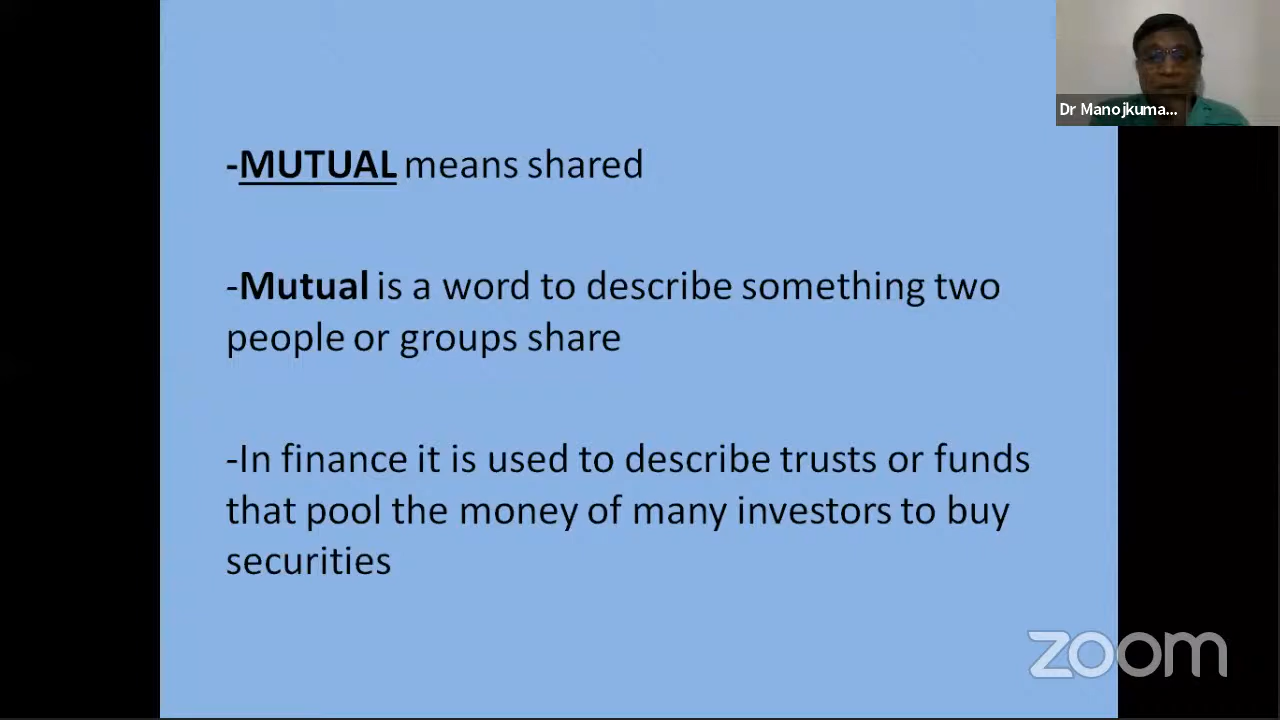 Dr Manojkuma...
-MUTUAL means shared
-Mutual is a word to describe something two
people or groups share
-In finance it is used to describe trusts or funds
that pool the money of many investors to buy
securities
zoom